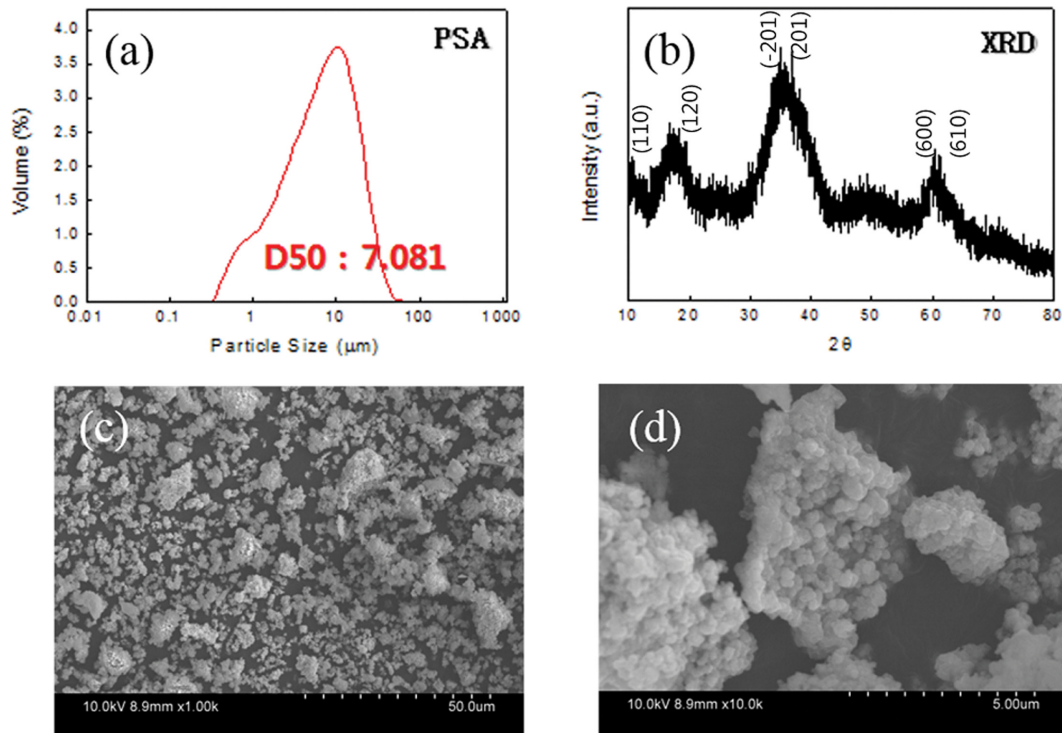 (a)
PSA
Volume (%)
4.0
3.5
3.0
2.5
2.0
1.5
1.0
0.5
0.0
D50 : 7.081
0.01 0.1 1 10 100 1000
Particle Size (μm)
(b)
XRD
Intensity (a.u.)
(110)
(120)
(-201)
(201)
(600)
(610)
10 20 30 40 50 60 70 80
2θ
(c)
10.0kV 8.9mm x1.00k 50.0um
(d)
10.0kV 8.9mm x10.0k 5.00um